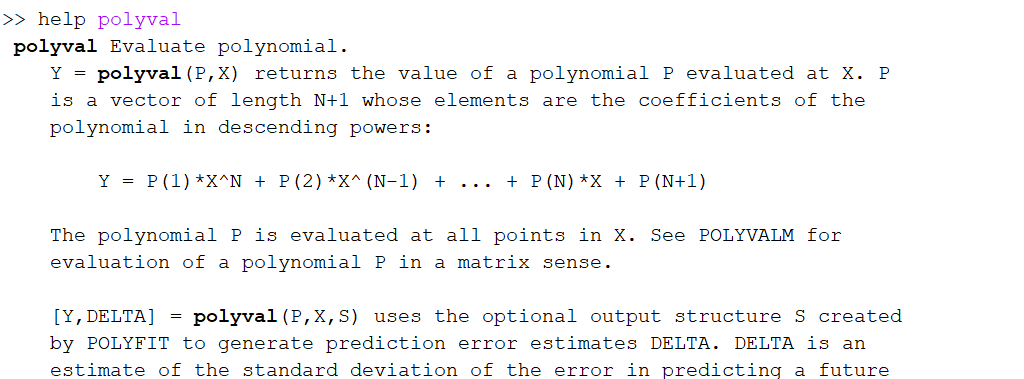 >> help polyval
polyval Evaluate polynomial.
Y = polyval(P,X) returns the value of a polynomial P evaluated at X. P
is a vector of length N+1 whose elements are the coefficients of the
polynomial in descending powers:
Y = P(1)*X^N + P(2)*X^(N-1) + ... + P(N)*X + P(N+1)
The polynomial P is evaluated at all points in X. See POLYVALM for
evaluation of a polynomial P in a matrix sense.
[Y,DELTA] = polyval(P,X,S) uses the optional output structure S created
by POLYFIT to generate prediction error estimates DELTA. DELTA is an
estimate of the standard deviation of the error in predicting a future